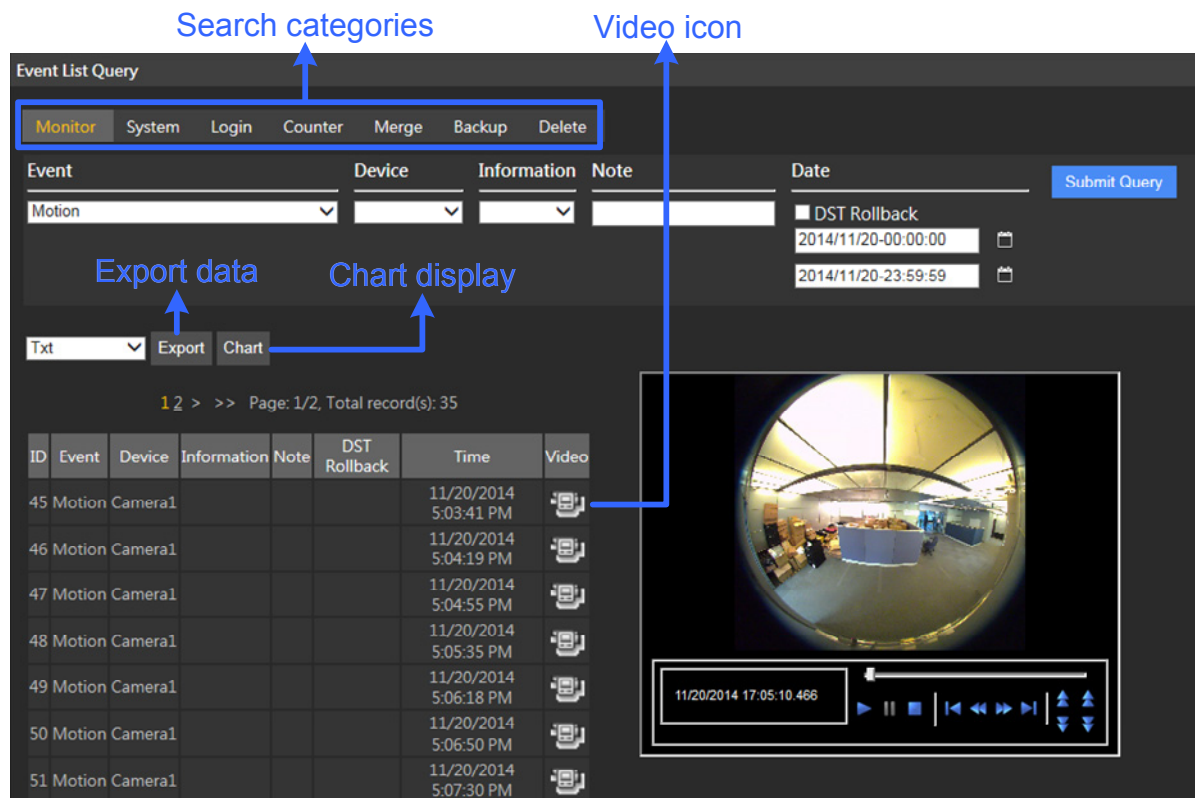 Search categories
Video icon
Event List Query
Monitor System Login Counter Merge Backup Delete
Event Device Information Note Date
Submit Query
Motion
DST Rollback
2014/11/20-00:00:00
2014/11/20-23:59:59
Export data
Chart display
Txt Export Chart
1 2 > >> Page: 1/2, Total record(s): 35
ID Event Device Information Note DST Rollback Time Video
45 Motion Camera1 11/20/2014 5:03:41 PM
46 Motion Camera1 11/20/2014 5:04:19 PM
47 Motion Camera1 11/20/2014 5:04:55 PM
48 Motion Camera1 11/20/2014 5:05:35 PM
49 Motion Camera1 11/20/2014 5:06:18 PM
50 Motion Camera1 11/20/2014 5:06:50 PM
51 Motion Camera1 11/20/2014 5:07:30 PM
11/20/2014 17:05:10.466